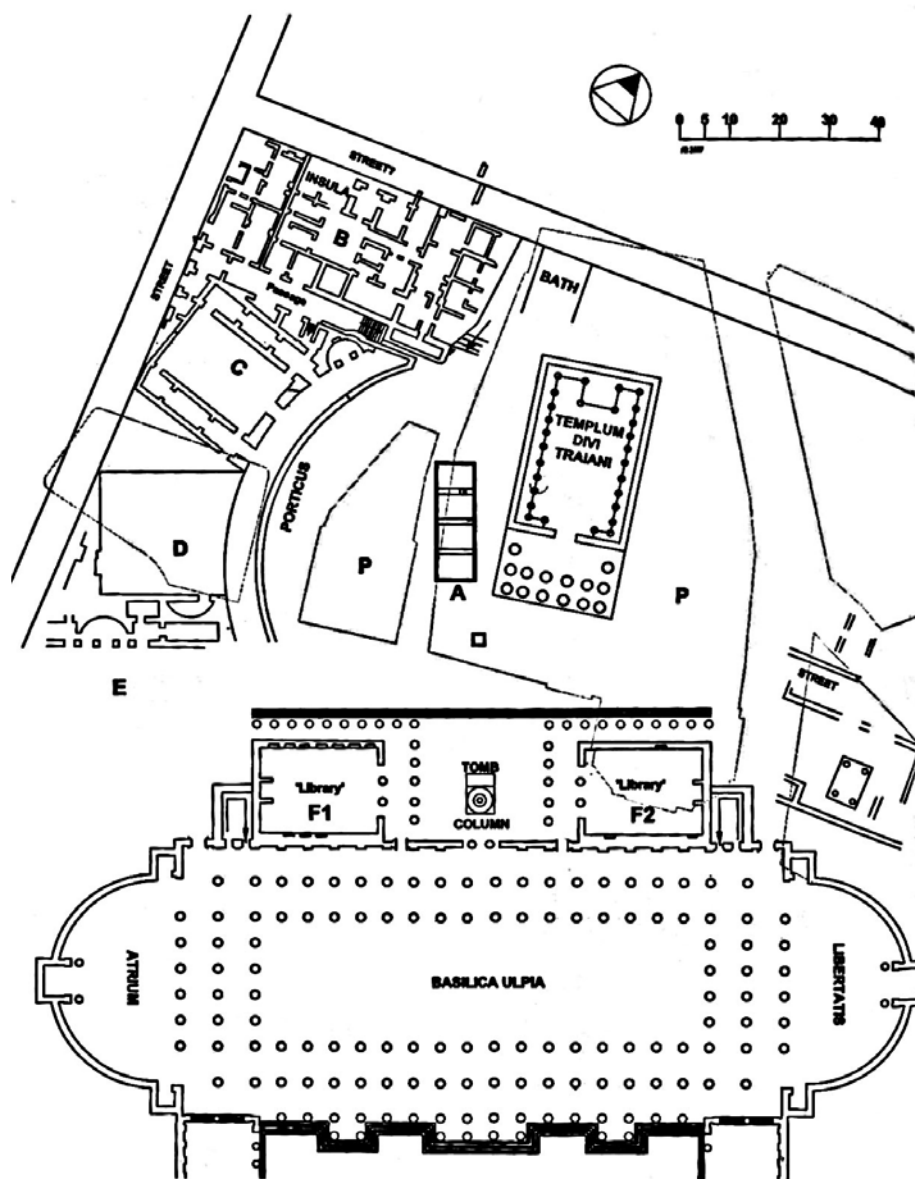 0 5 10 20 30 40
STREET?
INSULA
B
BATH
STREET
Passage
C
TEMPLUM
DIVI
TRAIANI
PORTICUS
D
P
A
P
E
STREET
TOMB
'Library'
'Library'
F1
COLUMN
F2
ATRIUM
BASILICA ULPIA
LIBERTATIS